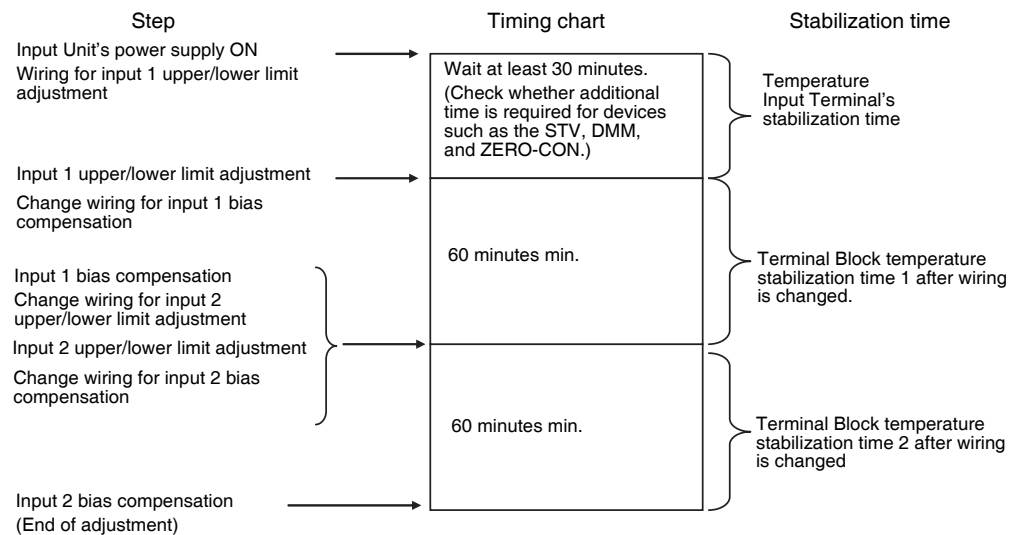 Step
Timing chart
Stabilization time
Input Unit's power supply ON
Wiring for input 1 upper/lower limit
adjustment
Wait at least 30 minutes.
(Check whether additional
time is required for devices
such as the STV, DMM,
and ZERO-CON.)
Temperature
Input Terminal's
stabilization time
Input 1 upper/lower limit adjustment
Change wiring for input 1 bias
compensation
60 minutes min.
Terminal Block temperature
stabilization time 1 after wiring
is changed.
Input 1 bias compensation
Change wiring for input 2
upper/lower limit adjustment
Input 2 upper/lower limit adjustment
Change wiring for input 2 bias
compensation
60 minutes min.
Terminal Block temperature
stabilization time 2 after wiring
is changed
Input 2 bias compensation
(End of adjustment)